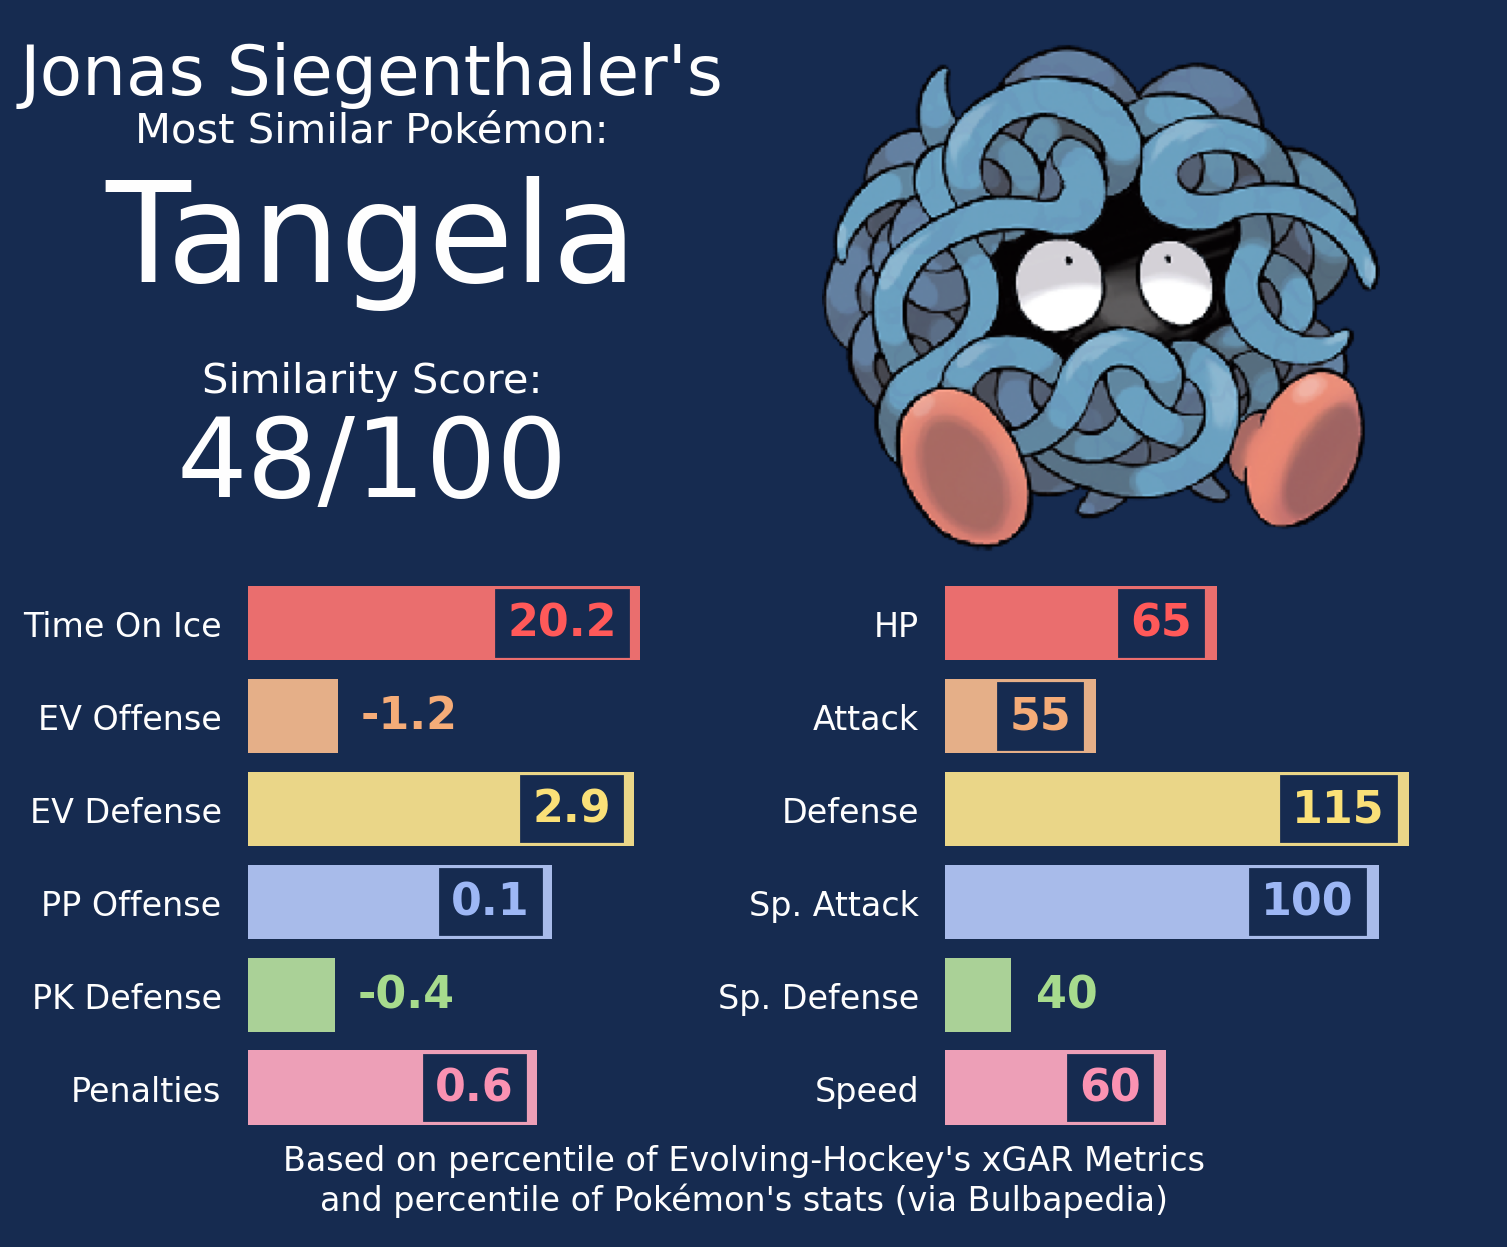 Jonas Siegenthaler's
Most Similar Pokémon:
Tangela
Similarity Score:
48/100
Time On Ice 20.2
EV Offense -1.2
EV Defense 2.9
PP Offense 0.1
PK Defense -0.4
Penalties 0.6
HP 65
Attack 55
Defense 115
Sp. Attack 100
Sp. Defense 40
Speed 60
Based on percentile of Evolving-Hockey's xGAR Metrics
and percentile of Pokémon's stats (via Bulbapedia)